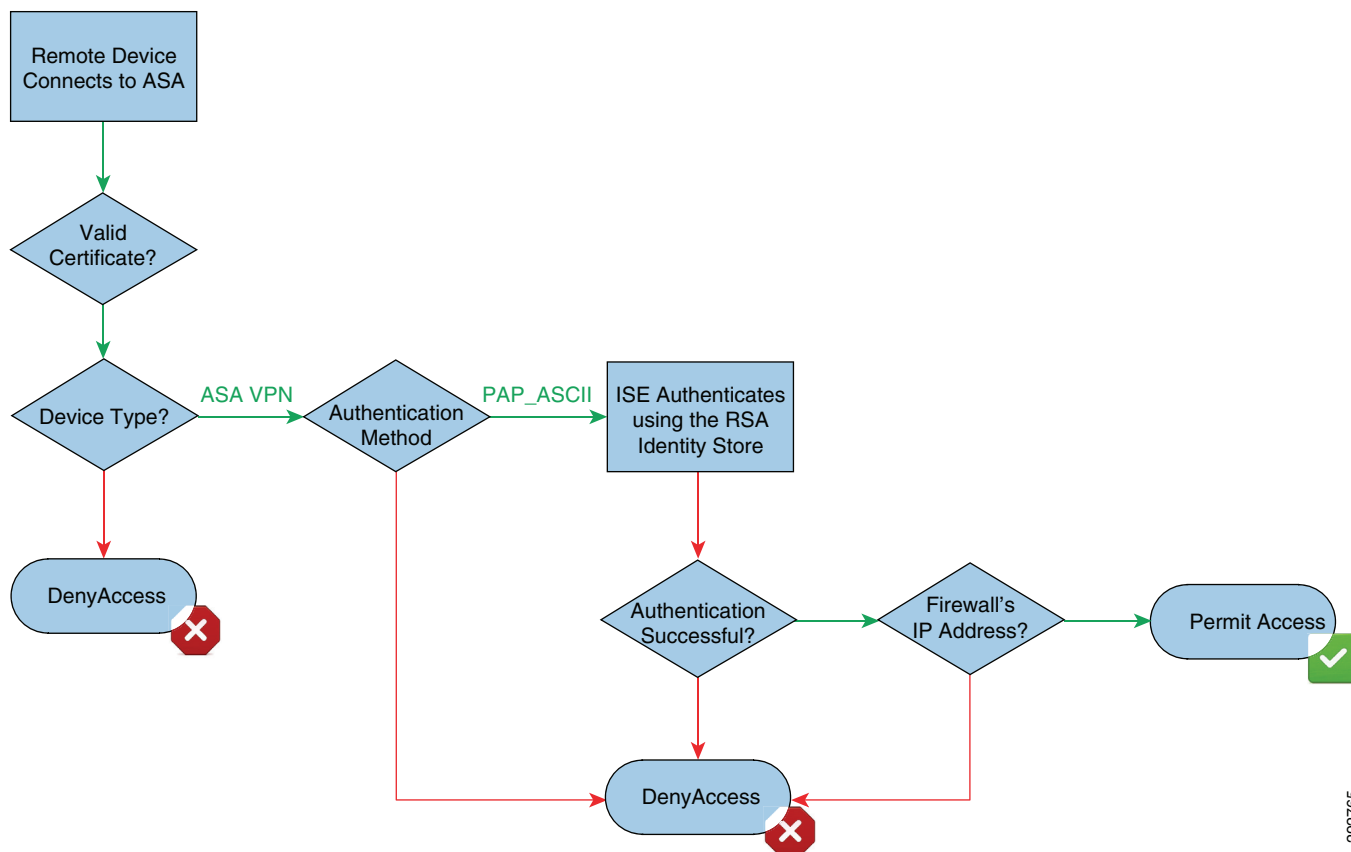 Remote Device
Connects to ASA
Valid
Certificate?
Device Type?
ASA VPN
Authentication
Method
PAP_ASCII
ISE Authenticates
using the RSA
Identity Store
DenyAccess
Authentication
Successful?
Firewall's
IP Address?
Permit Access
DenyAccess